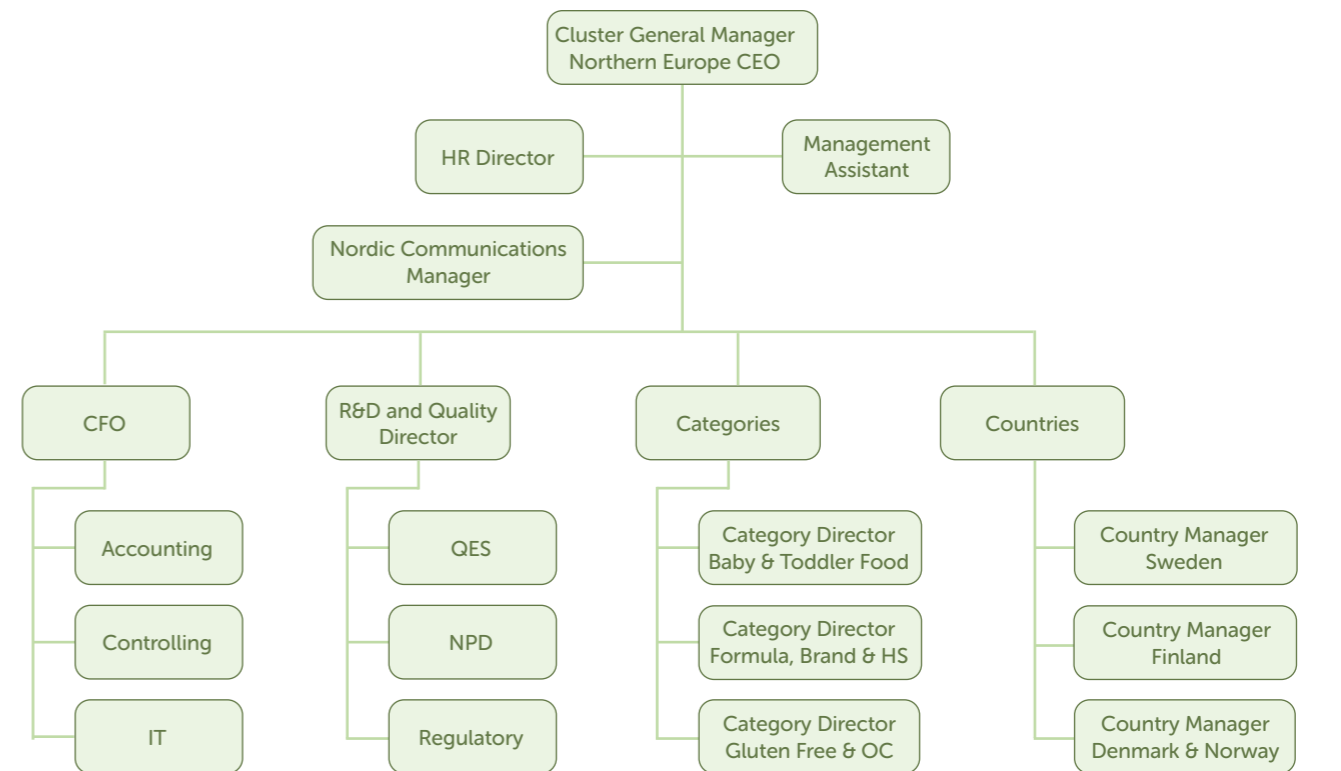 Cluster General Manager
Northern Europe CEO
HR Director
Management
Assistant
Nordic Communications
Manager
CFO
R&D and Quality
Director
Categories
Countries
Accounting
QES
Category Director
Baby & Toddler Food
Country Manager
Sweden
Controlling
NPD
Category Director
Formula, Brand & HS
Country Manager
Finland
IT
Regulatory
Category Director
Gluten Free & OC
Country Manager
Denmark & Norway